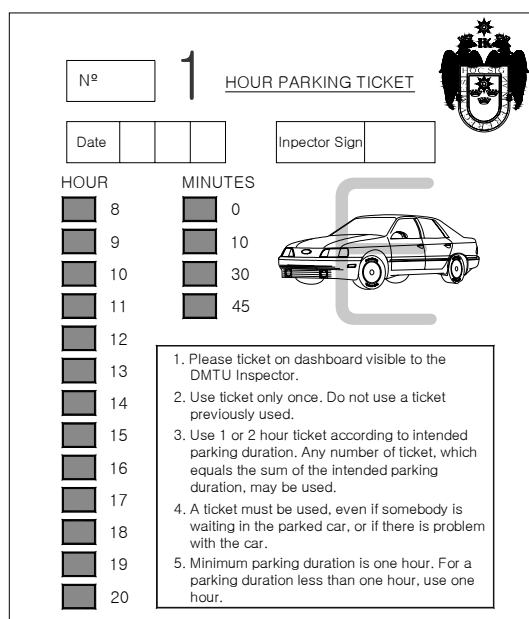 Nº
1
HOUR PARKING TICKET
HK
HOC SIG
Date
Inpector Sign
HOUR
MINUTES
8
0
9
10
10
30
11
45
12
13
14
15
16
17
18
19
20
E
1. Please ticket on dashboard visible to the
DMTU Inspector.
2. Use ticket only once. Do not use a ticket
previously used.
3. Use 1 or 2 hour ticket according to intended
parking duration. Any number of ticket, which
equals the sum of the intended parking
duration, may be used.
4. A ticket must be used, even if somebody is
waiting in the parked car, or if there is problem
with the car.
5. Minimum parking duration is one hour. For a
parking duration less than one hour, use one
hour.